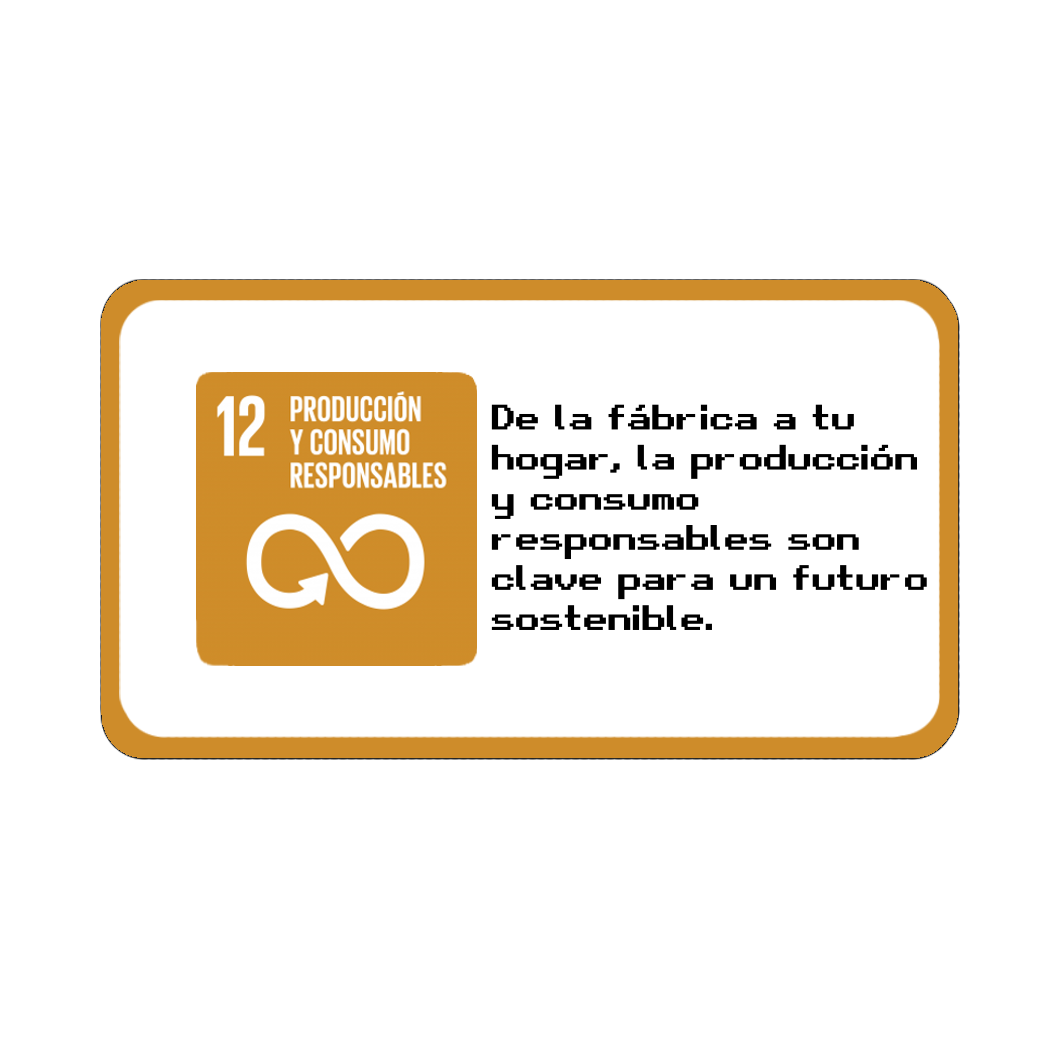 12
PRODUCCIÓN
Y CONSUMO
RESPONSABLES
De la fábrica a tu
hogar, la producción
y consumo
responsables son
clave para un futuro
sostenible.